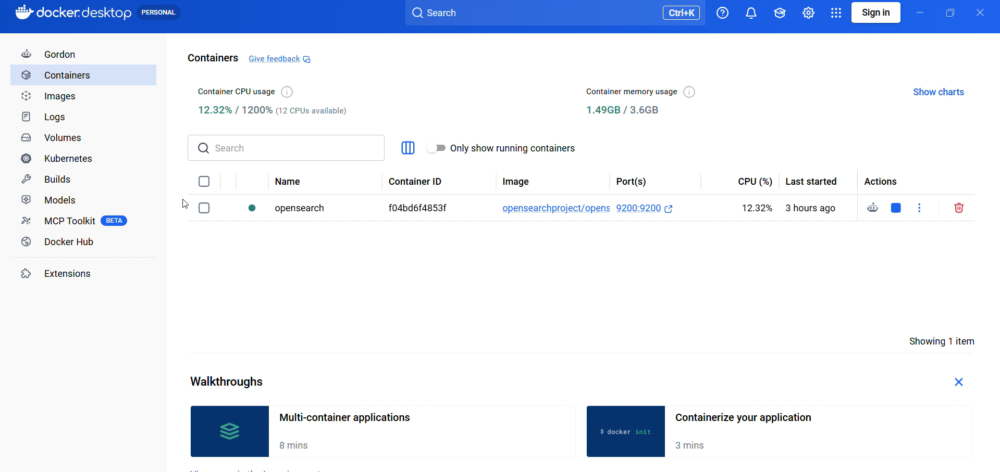 docker.desktop PERSONAL
Search Ctrl+K
Sign in
Gordon
Containers
Images
Logs
Volumes
Kubernetes
Builds
Models
MCP Toolkit BETA
Docker Hub
Extensions
Containers Give feedback
Container CPU usage
12.32% / 1200% (12 CPUs available)
Container memory usage
1.49GB / 3.6GB
Show charts
Search
Only show running containers
Name Container ID Image Port(s) CPU (%) Last started Actions
opensearch f04bd6f4853f opensearchproject/opens 9200:9200 12.32% 3 hours ago
Showing 1 item
Walkthroughs
Multi-container applications
8 mins
$ docker init
Containerize your application
3 mins